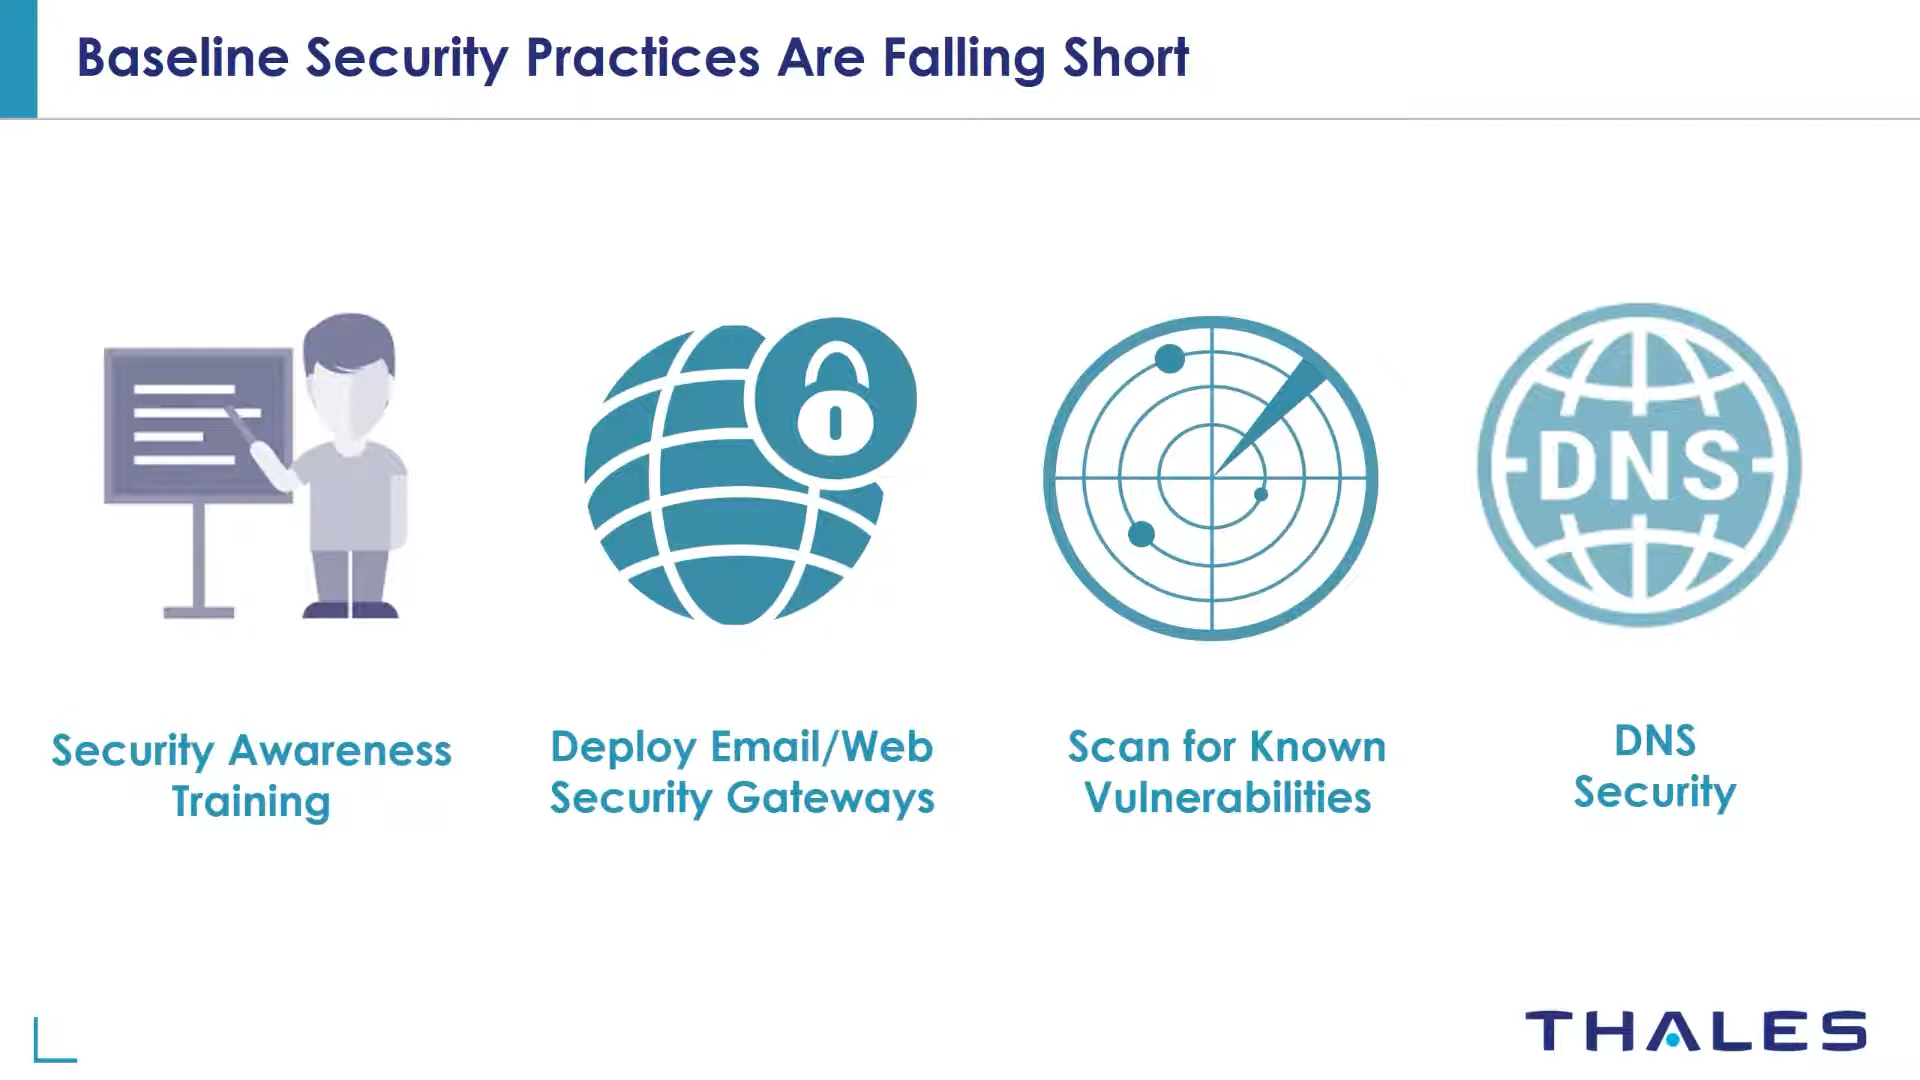 Baseline Security Practices Are Falling Short
DNS
Security Awareness
Training
Deploy Email/Web
Security Gateways
Scan for Known
Vulnerabilities
DNS
Security
THALES